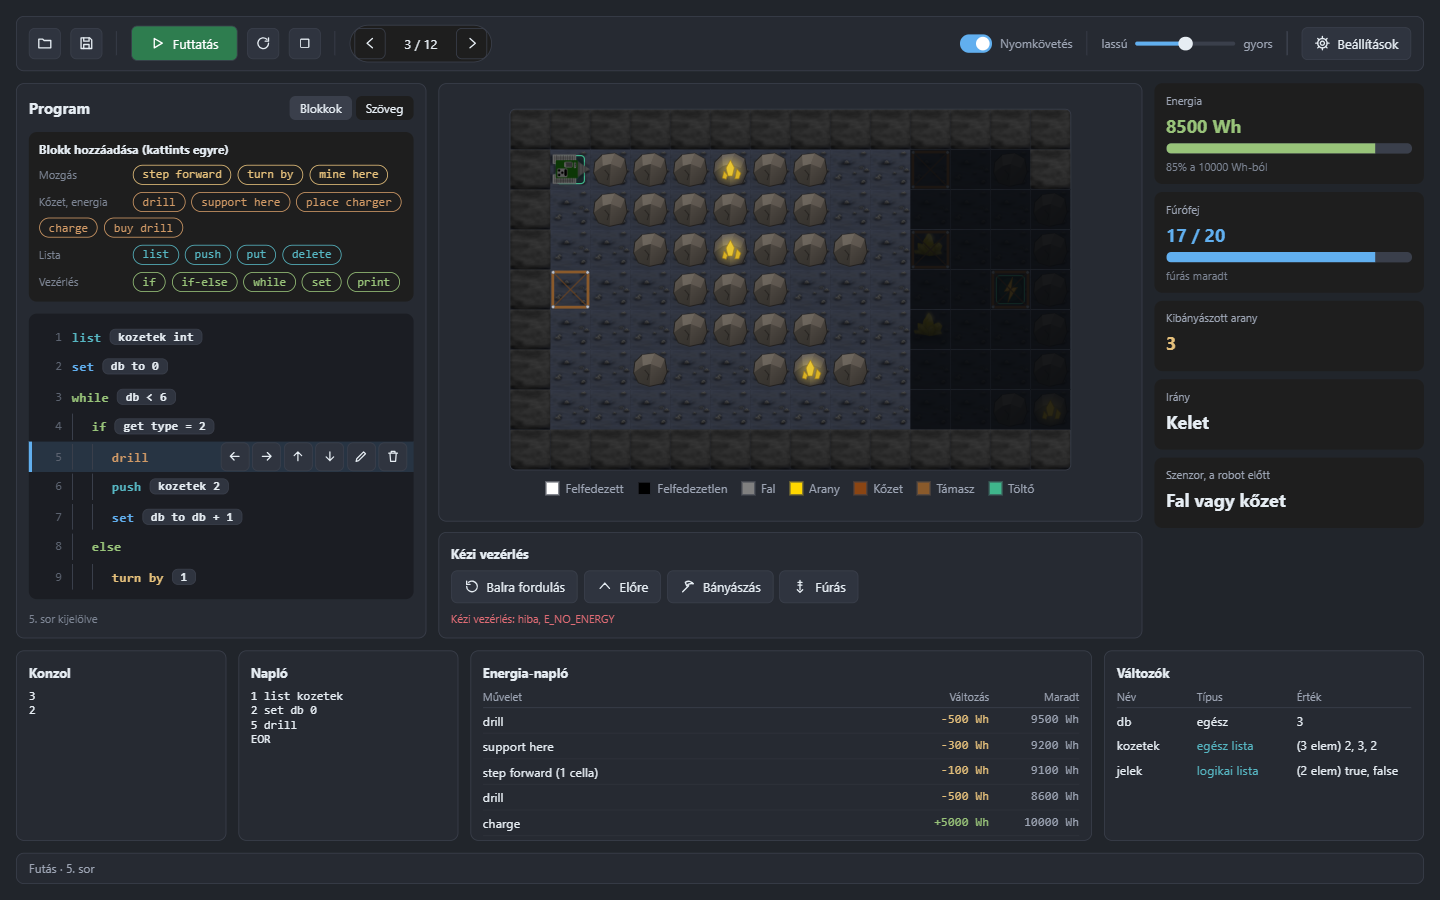 Futtatás
3 / 12
Nyomkövetés
lassú
gyors
Beállítások
Program
Blokkok
Szöveg
Blokk hozzáadása (kattints egyre)
Mozgás step forward turn by mine here
Kőzet, energia drill support here place charger
charge buy drill
Lista list push put delete
Vezérlés if if-else while set print
1 list kozetek int
2 set db to 0
3 while db < 6
4 if get type = 2
5 drill
6 push kozetek 2
7 set db to db + 1
8 else
9 turn by 1
5. sor kijelölve
Felfedezett Felfedezetlen Fal Arany Kőzet Támasz Töltő
Kézi vezérlés
Balra fordulás Előre Bányászás Fúrás
Kézi vezérlés: hiba, E_NO_ENERGY
Energia
8500 Wh
85% a 10000 Wh-ból
Fúrófej
17 / 20
fúrás maradt
Kibányászott arany
3
Irány
Kelet
Szenzor, a robot előtt
Fal vagy kőzet
Konzol
3
2
Napló
1 list kozetek
2 set db 0
5 drill
EOR
Energia-napló
Művelet Változás Maradt
drill -500 Wh 9500 Wh
support here -300 Wh 9200 Wh
step forward (1 cella) -100 Wh 9100 Wh
drill -500 Wh 8600 Wh
charge +5000 Wh 10000 Wh
Változók
Név Típus Érték
db egész 3
kozetek egész lista (3 elem) 2, 3, 2
jelek logikai lista (2 elem) true, false
Futás · 5. sor